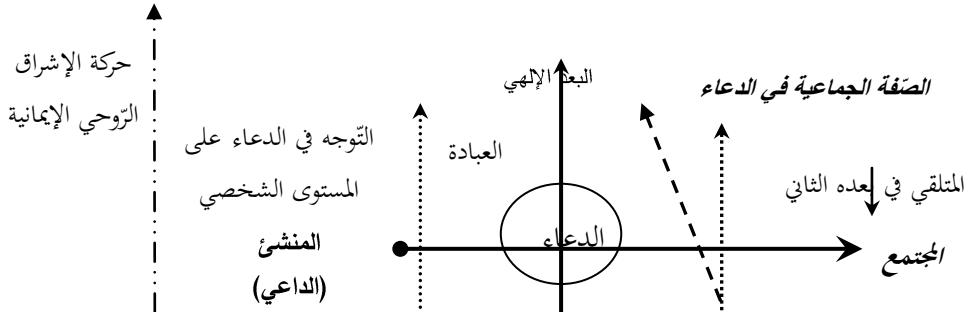 حركة الإشراق
الرّوحي الإيمانية
البعد الإلهي
الصّفة الجماعية في الدعاء
التّوجه في الدعاء على
المستوى الشخصي
العبادة
المتلقي في بعده الثاني
المنشئ
(الداعي)
الدعاء
المجتمع